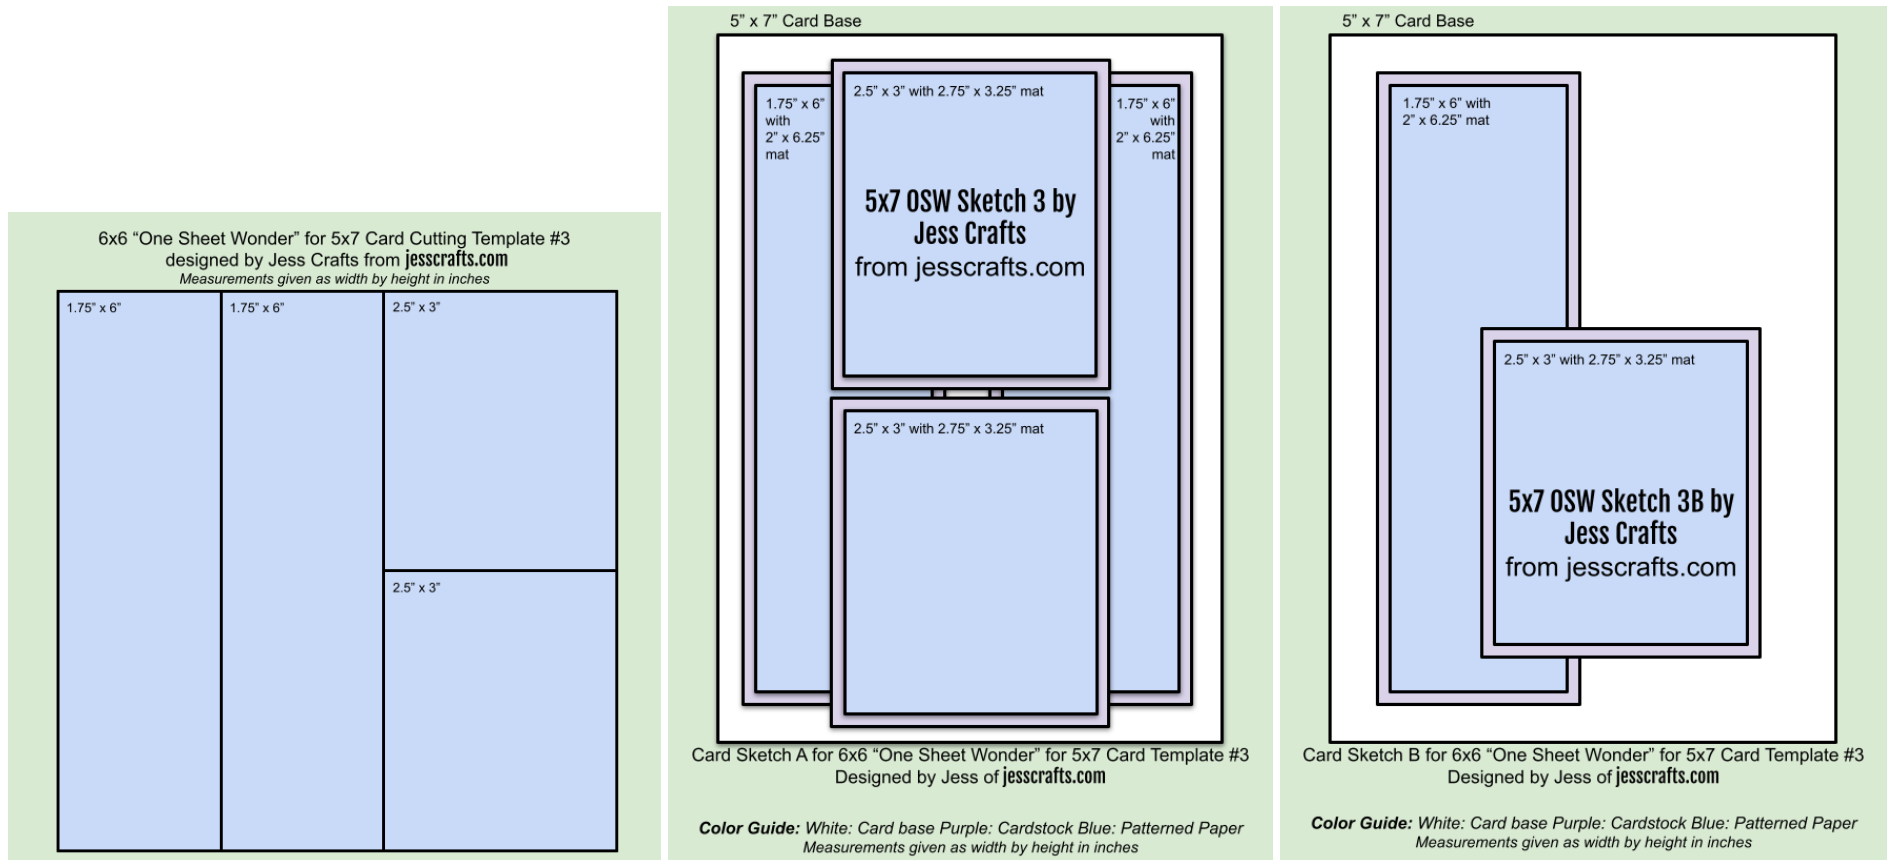 6x6 “One Sheet Wonder” for 5x7 Card Cutting Template #3
designed by Jess Crafts from jesscrafts.com
Measurements given as width by height in inches
1.75” x 6”
1.75” x 6”
2.5” x 3”
2.5” x 3”
5” x 7” Card Base
1.75” x 6”
with
2” x 6.25”
mat
2.5” x 3” with 2.75” x 3.25” mat
5x7 OSW Sketch 3 by
Jess Crafts
from jesscrafts.com
1.75” x 6”
with
2” x 6.25”
mat
2.5” x 3” with 2.75” x 3.25” mat
Card Sketch A for 6x6 “One Sheet Wonder” for 5x7 Card Template #3
Designed by Jess of jesscrafts.com
Color Guide: White: Card base Purple: Cardstock Blue: Patterned Paper
Measurements given as width by height in inches
5” x 7” Card Base
1.75” x 6” with
2” x 6.25” mat
2.5” x 3” with 2.75” x 3.25” mat
5x7 OSW Sketch 3B by
Jess Crafts
from jesscrafts.com
Card Sketch B for 6x6 “One Sheet Wonder” for 5x7 Card Template #3
Designed by Jess of jesscrafts.com
Color Guide: White: Card base Purple: Cardstock Blue: Patterned Paper
Measurements given as width by height in inches